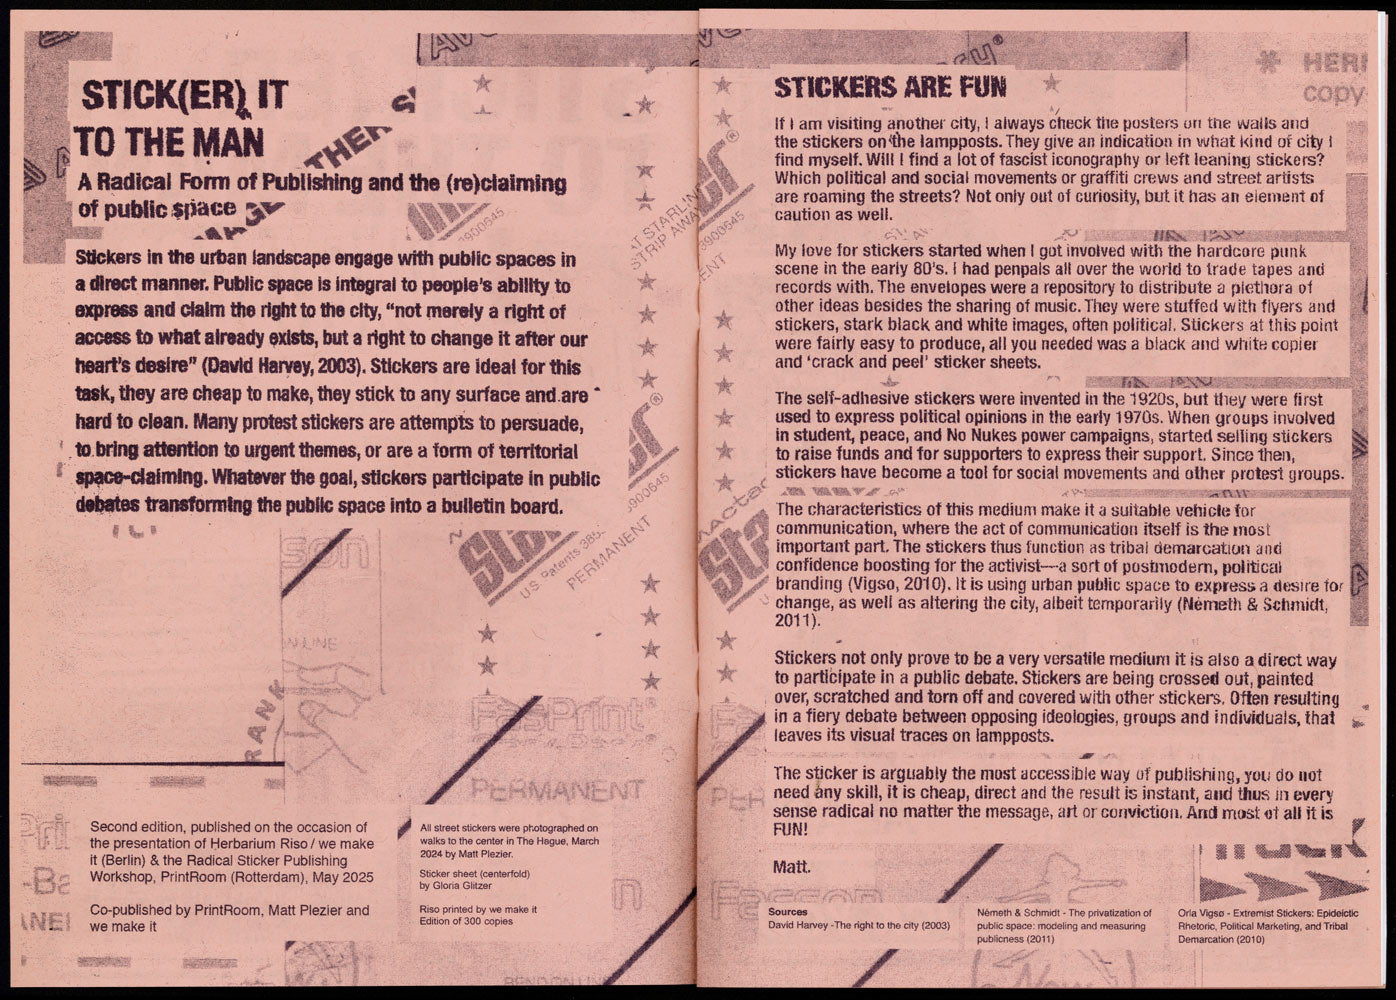 STICK(ER) IT
TO THE MAN
A Radical Form of Publishing and the (re)claiming
of public space
Stickers in the urban landscape engage with public spaces in
a direct manner. Public space is integral to people's ability to
express and claim the right to the city, “not merely a right of
access to what already exists, but a right to change it after our
heart's desire” (David Harvey, 2003). Stickers are ideal for this
task, they are cheap to make, they stick to any surface and are
hard to clean. Many protest stickers are attempts to persuade,
to bring attention to urgent themes, or are a form of territorial
space-claiming. Whatever the goal, stickers participate in public
debates transforming the public space into a bulletin board.
U.S. Patents 385.
PERMANENT
3900645
RANK
FasPrint®
PERMANENT
Second edition, published on the occasion of
the presentation of Herbarium Riso / we make
it (Berlin) & the Radical Sticker Publishing
Workshop, PrintRoom (Rotterdam), May 2025
Co-published by PrintRoom, Matt Plezier and
we make it
All street stickers were photographed on
walks to the center in The Hague, March
2024 by Matt Plezier.
Sticker sheet (centerfold)
by Gloria Glitzer
Riso printed by we make it
Edition of 300 copies
HERI
copy
STICKERS ARE FUN
If I am visiting another city, I always check the posters on the walls and
the stickers on the lampposts. They give an indication in what kind of city I
find myself. Will I find a lot of fascist iconography or left leaning stickers?
Which political and social movements or graffiti crews and street artists
are roaming the streets? Not only out of curiosity, but it has an element of
caution as well.
My love for stickers started when I got involved with the hardcore punk
scene in the early 80's. I had penpals all over the world to trade tapes and
records with. The envelopes were a repository to distribute a plethora of
other ideas besides the sharing of music. They were stuffed with flyers and
stickers, stark black and white images, often political. Stickers at this point
were fairly easy to produce, all you needed was a black and white copier
and ‘crack and peel’ sticker sheets.
The self-adhesive stickers were invented in the 1920s, but they were first
used to express political opinions in the early 1970s. When groups involved
in student, peace, and No Nukes power campaigns, started selling stickers
to raise funds and for supporters to express their support. Since then,
stickers have become a tool for social movements and other protest groups.
The characteristics of this medium make it a suitable vehicle for
communication, where the act of communication itself is the most
important part. The stickers thus function as tribal demarcation and
confidence boosting for the activist—a sort of postmodern, political
branding (Vigso, 2010). It is using urban public space to express a desire for
change, as well as altering the city, albeit temporarily (Németh & Schmidt,
2011).
Stickers not only prove to be a very versatile medium it is also a direct way
to participate in a public debate. Stickers are being crossed out, painted
over, scratched and torn off and covered with other stickers. Often resulting
in a fiery debate between opposing ideologies, groups and individuals, that
leaves its visual traces on lampposts.
The sticker is arguably the most accessible way of publishing, you do not
need any skill, it is cheap, direct and the result is instant, and thus in every
sense radical no matter the message, art or conviction. And most of all it is
FUN!
Matt.
Fasson
Sources
David Harvey -The right to the city (2003)
Németh & Schmidt - The privatization of
public space: modeling and measuring
publicness (2011)
Orla Vigsø - Extremist Stickers: Epideictic
Rhetoric, Political Marketing, and Tribal
Demarcation (2010)